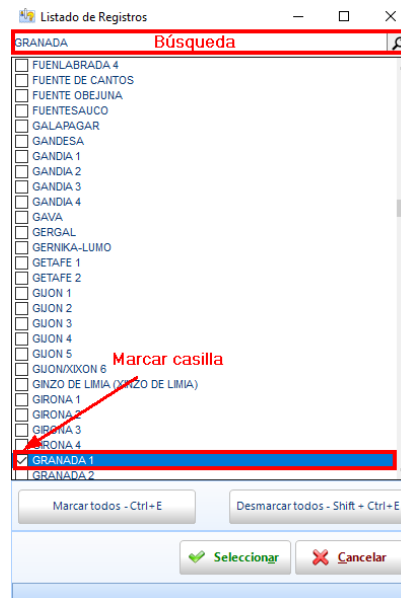 Listado de Registros
GRANADA Búsqueda
FUENLABRADA 4
FUENTE DE CANTOS
FUENTE OBEJUNA
FUENTESAUCO
GALAPAGAR
GANDESA
GANDIA 1
GANDIA 2
GANDIA 3
GANDIA 4
GAVA
GERGAL
GERNIKA-LUMO
GETAFE 1
GETAFE 2
GIJON 1
GIJON 2
GIJON 3
GIJON 4
GIJON 5
Marcar casilla
GIJON/XIXON 6
GINZO DE LIMIA (XINZO DE LIMIA)
GIRONA 1
GIRONA 2
GIRONA 3
GIRONA 4
GRANADA 1
GRANADA 2
Marcar todos - Ctrl+E
Desmarcar todos - Shift + Ctrl+E
Seleccionar
Cancelar